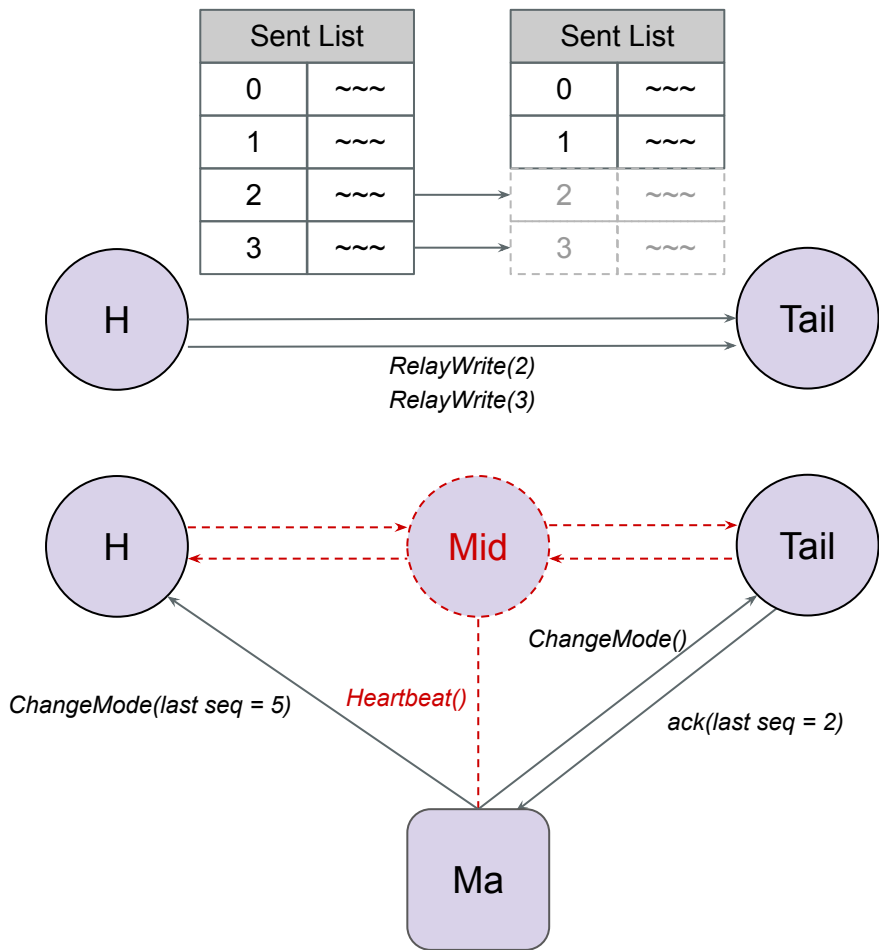 Sent List Sent List
0 ~~~ 0 ~~~
1 ~~~ 1 ~~~
2 ~~~ 2 ~~~
3 ~~~ 3 ~~~
H Tail
RelayWrite(2)
RelayWrite(3)
H Mid Tail
ChangeMode()
ChangeMode(last seq = 5) Heartbeat()
ack(last seq = 2)
Ma